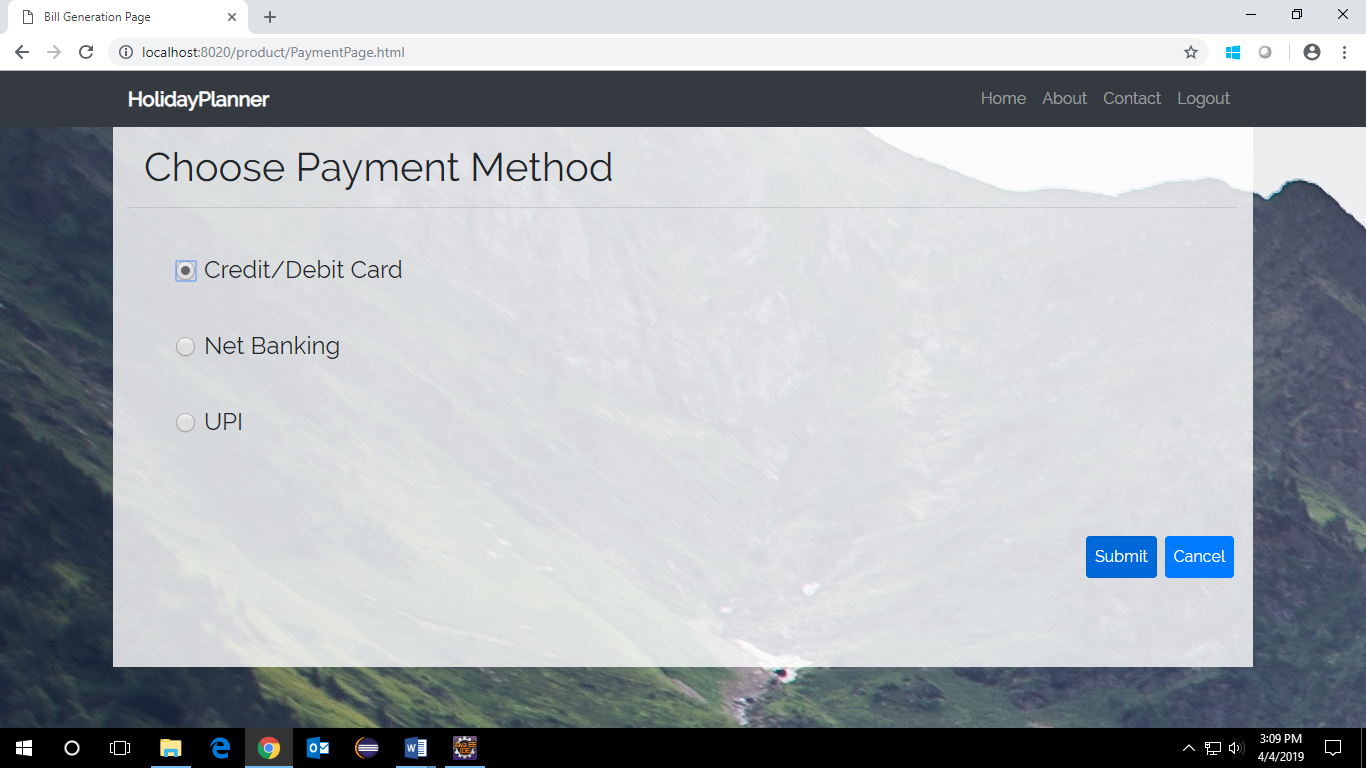 Bill Generation Page
localhost:8020/product/PaymentPage.html
HolidayPlanner
Home About Contact Logout
Choose Payment Method
Credit/Debit Card
Net Banking
UPI
Submit Cancel
3:09 PM
4/4/2019